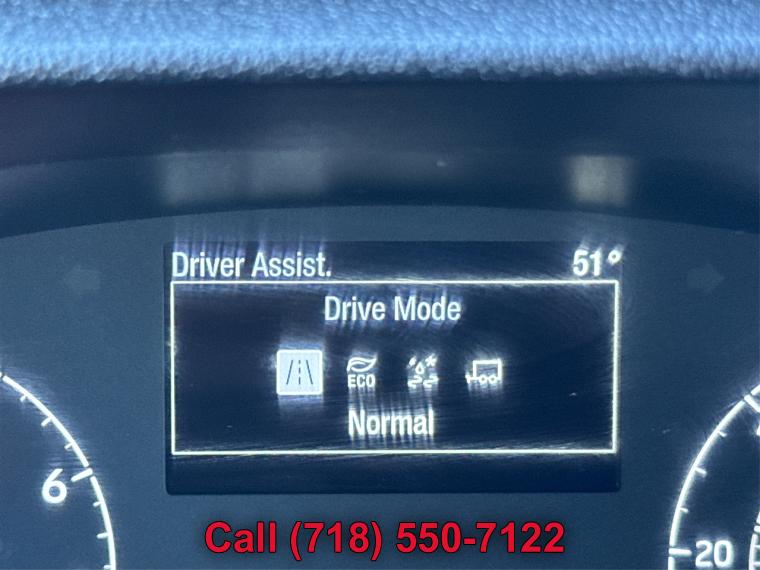 Driver Assist. 51°
Drive Mode
ECO
Normal
6
20
Call (718) 550-7122